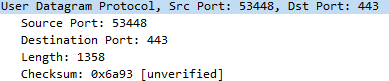 User Datagram Protocol, Src Port: 53448, Dst Port: 443
Source Port: 53448
Destination Port: 443
Length: 1358
Checksum: 0x6a93 [unverified]